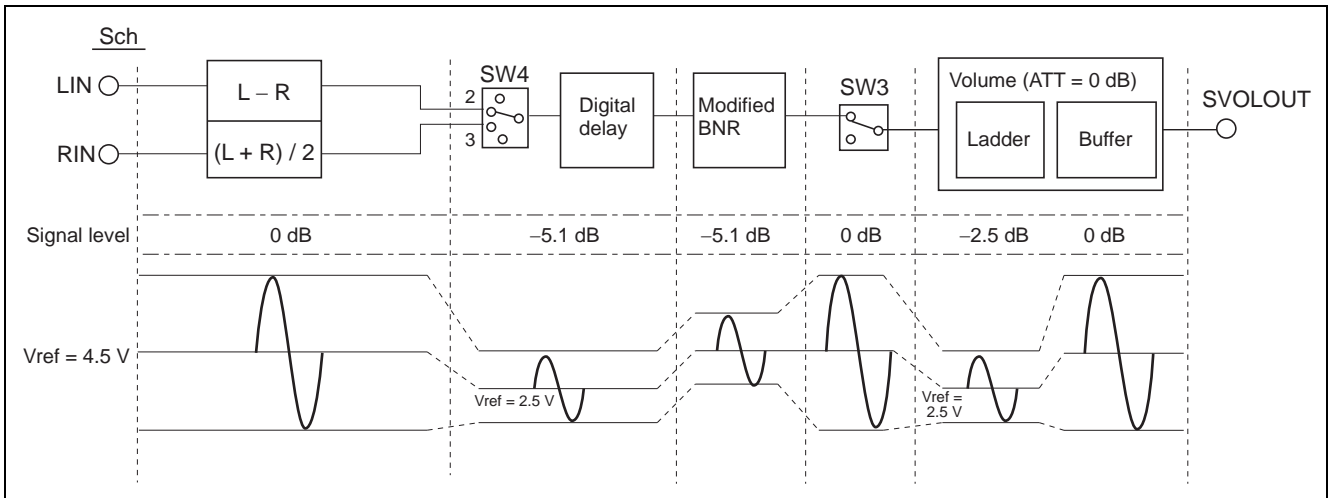 Sch
LIN
RIN
L – R
(L + R) / 2
SW4
2
3
Digital
delay
Modified
BNR
SW3
Volume (ATT = 0 dB)
Ladder
Buffer
SVOLOUT
Signal level
0 dB
–5.1 dB
–5.1 dB
0 dB
–2.5 dB
0 dB
Vref = 4.5 V
Vref = 2.5 V
Vref =
2.5 V